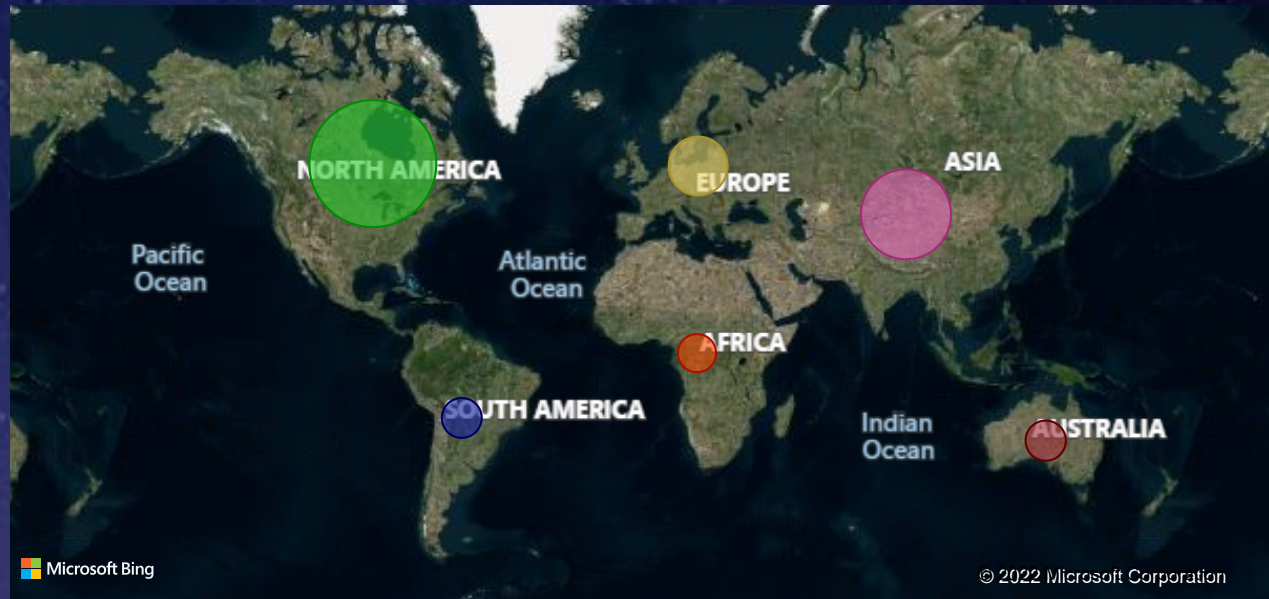 NORTH AMERICA
ASIA
EUROPE
Pacific
Ocean
Atlantic
Ocean
AFRICA
SOUTH AMERICA
Indian
Ocean
AUSTRALIA
Microsoft Bing
© 2022 Microsoft Corporation